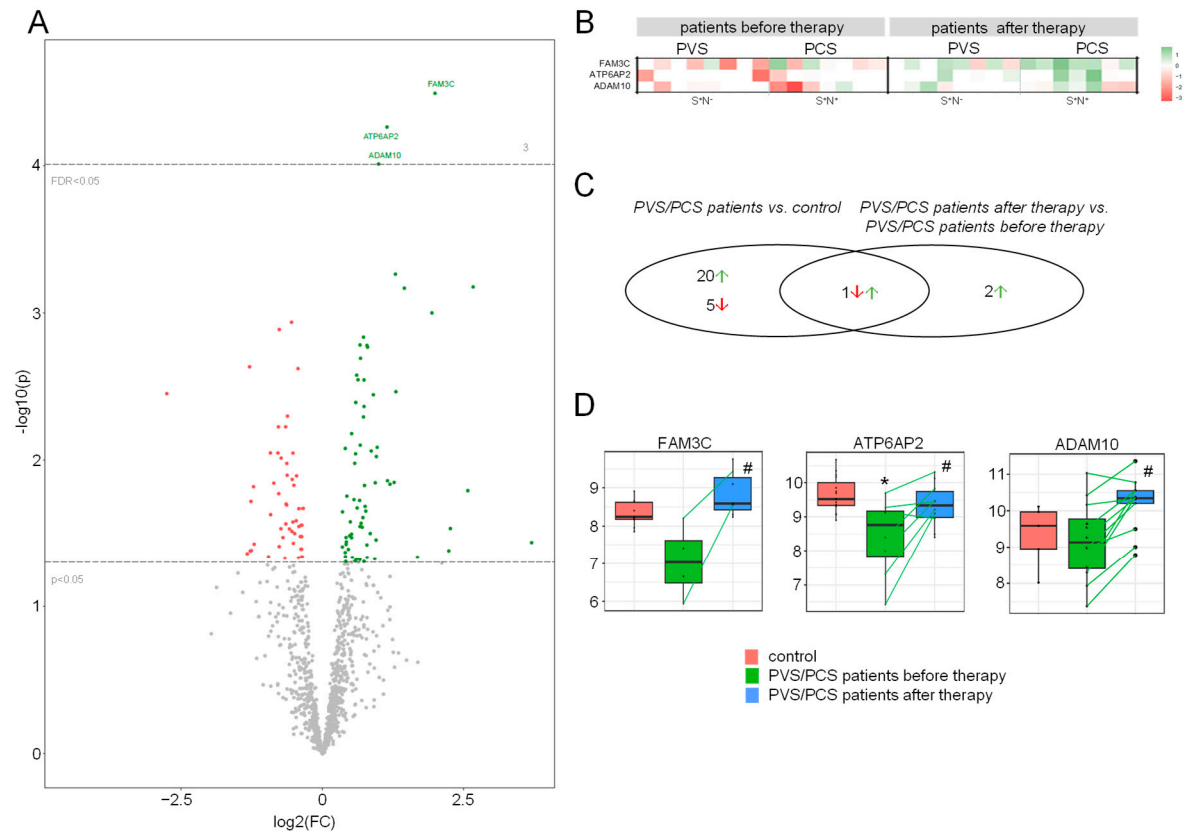 A
4
3
2
1
0
-log10(p)
FAM3C
ATP6AP2
ADAM10
3
FDR<0.05
p<0.05
−2.5
0
2.5
log2(FC)
B
patients before therapy
patients after therapy
PVS
PCS
PVS
PCS
FAM3C
ATP6AP2
ADAM10
S⁺N⁻
S⁺N⁺
S⁺N⁻
S⁺N⁺
1
0
-1
-2
-3
C
PVS/PCS patients vs. control
PVS/PCS patients after therapy vs.
PVS/PCS patients before therapy
20↑
5↓
1↓↑
2↑
D
FAM3C
9
8
7
6
#
ATP6AP2
10
9
8
7
*
#
ADAM10
11
10
9
8
#
control
PVS/PCS patients before therapy
PVS/PCS patients after therapy